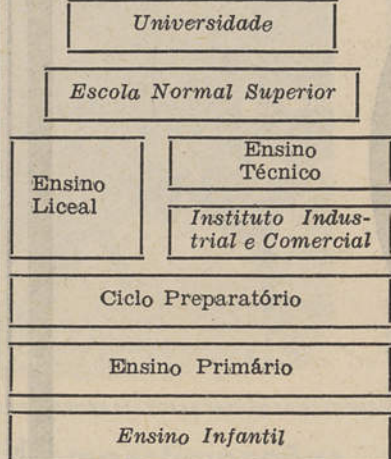 Universidade
Escola Normal Superior
Ensino
Liceal
Ensino
Técnico
Instituto Indus-
trial e Comercial
Ciclo Preparatório
Ensino Primário
Ensino Infantil